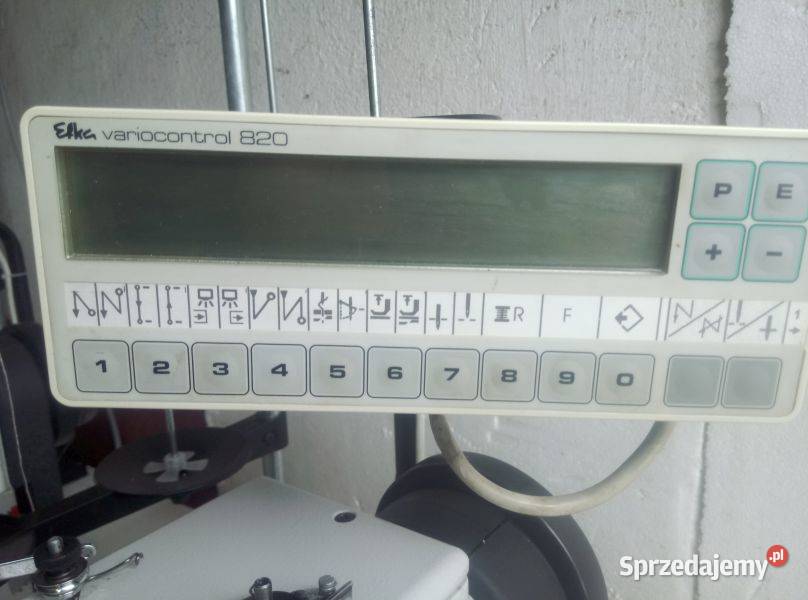 Efka variocontrol 820
P E
+ -
R F
1 2 3 4 5 6 7 8 9 0
Sprzedajemy.pl